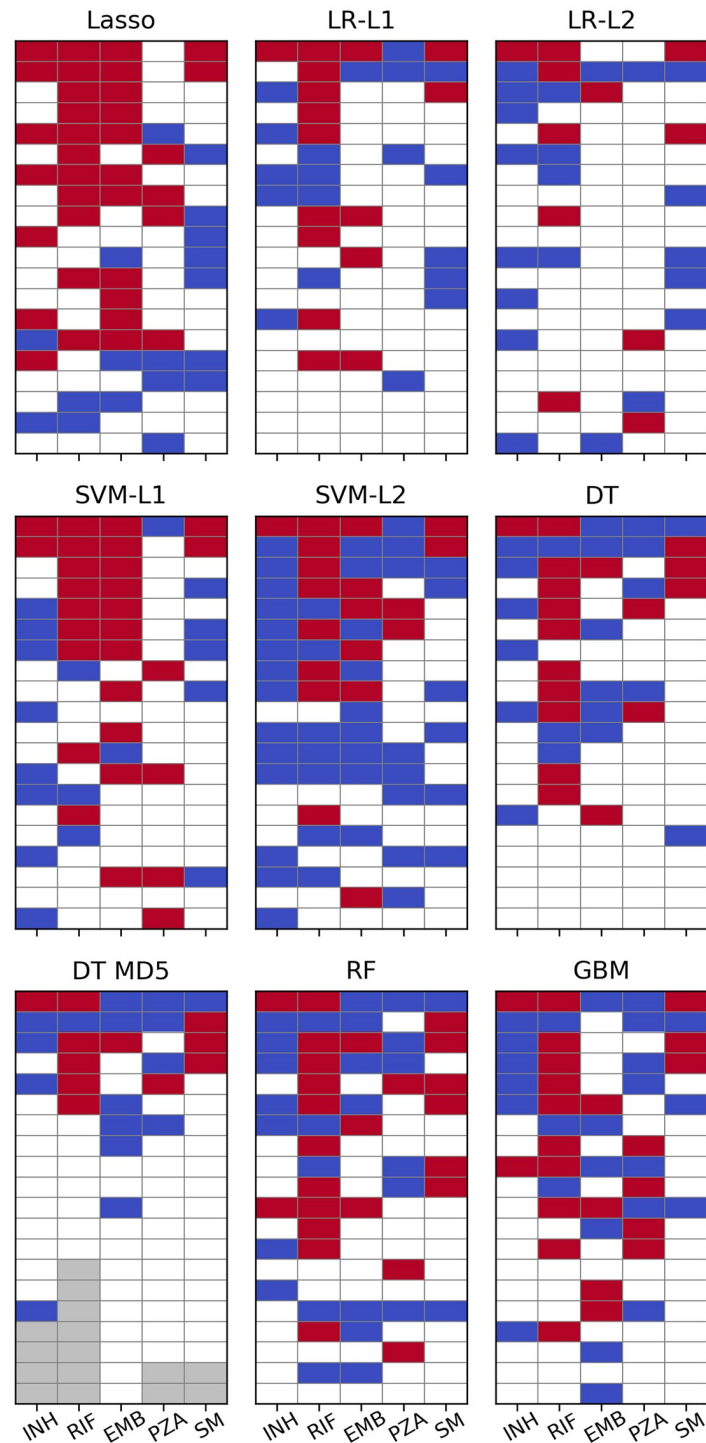 Lasso LR-L1 LR-L2
SVM-L1 SVM-L2 DT
DT MD5 RF GBM
INH RIF EMB PZA SM INH RIF EMB PZA SM INH RIF EMB PZA SM